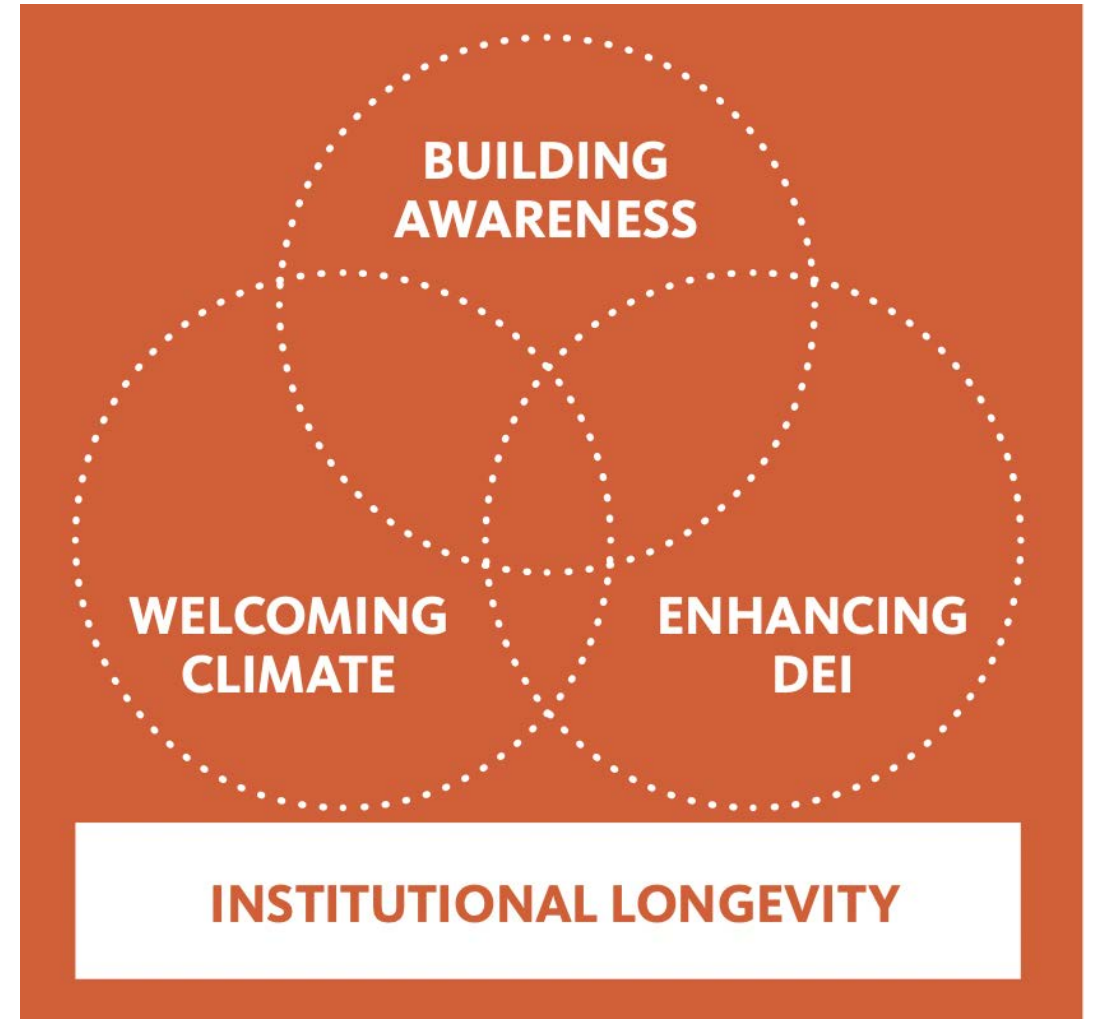 BUILDING
AWARENESS
WELCOMING
CLIMATE
ENHANCING
DEI
INSTITUTIONAL LONGEVITY